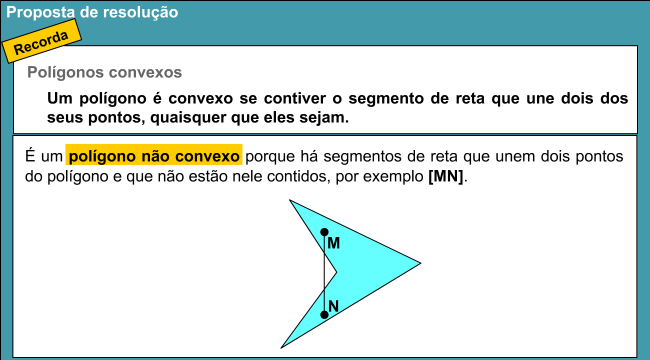 Proposta de resolução
Recorda
Polígonos convexos
Um polígono é convexo se contiver o segmento de reta que une dois dos
seus pontos, quaisquer que eles sejam.
É um polígono não convexo porque há segmentos de reta que unem dois pontos
do polígono e que não estão nele contidos, por exemplo [MN].
M
N